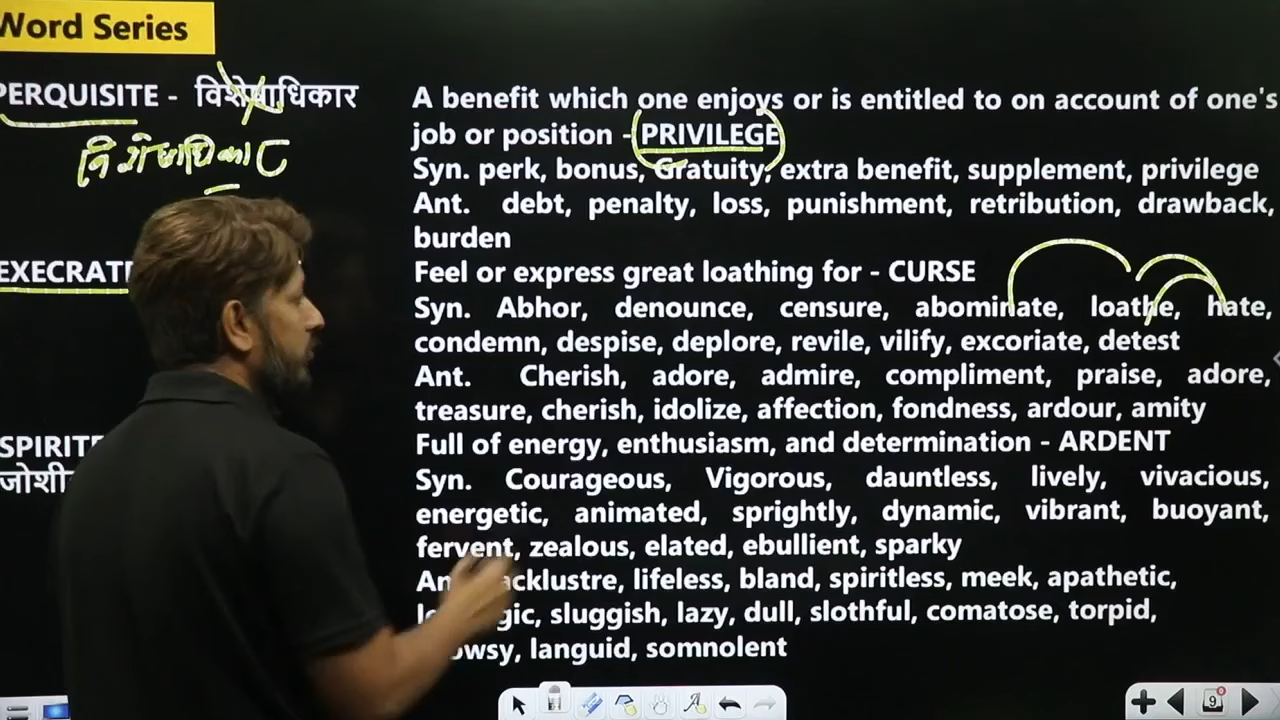 Word Series
PERQUISITE - विशेषाधिकार
विशेषाधिकार
A benefit which one enjoys or is entitled to on account of one's
job or position - PRIVILEGE
Syn. perk, bonus, Gratuity, extra benefit, supplement, privilege
Ant. debt, penalty, loss, punishment, retribution, drawback,
burden
EXECRATE
Feel or express great loathing for - CURSE
Syn. Abhor, denounce, censure, abominate, loathe, hate,
condemn, despise, deplore, revile, vilify, excoriate, detest
Ant. Cherish, adore, admire, compliment, praise, adore,
treasure, cherish, idolize, affection, fondness, ardour, amity
SPIRITE
जोशी
Full of energy, enthusiasm, and determination - ARDENT
Syn. Courageous, Vigorous, dauntless, lively, vivacious,
energetic, animated, sprightly, dynamic, vibrant, buoyant,
fervent, zealous, elated, ebullient, sparky
lifeless, bland, spiritless, meek, apathetic,
sluggish, lazy, dull, slothful, comatose, torpid,
languid, somnolent
9